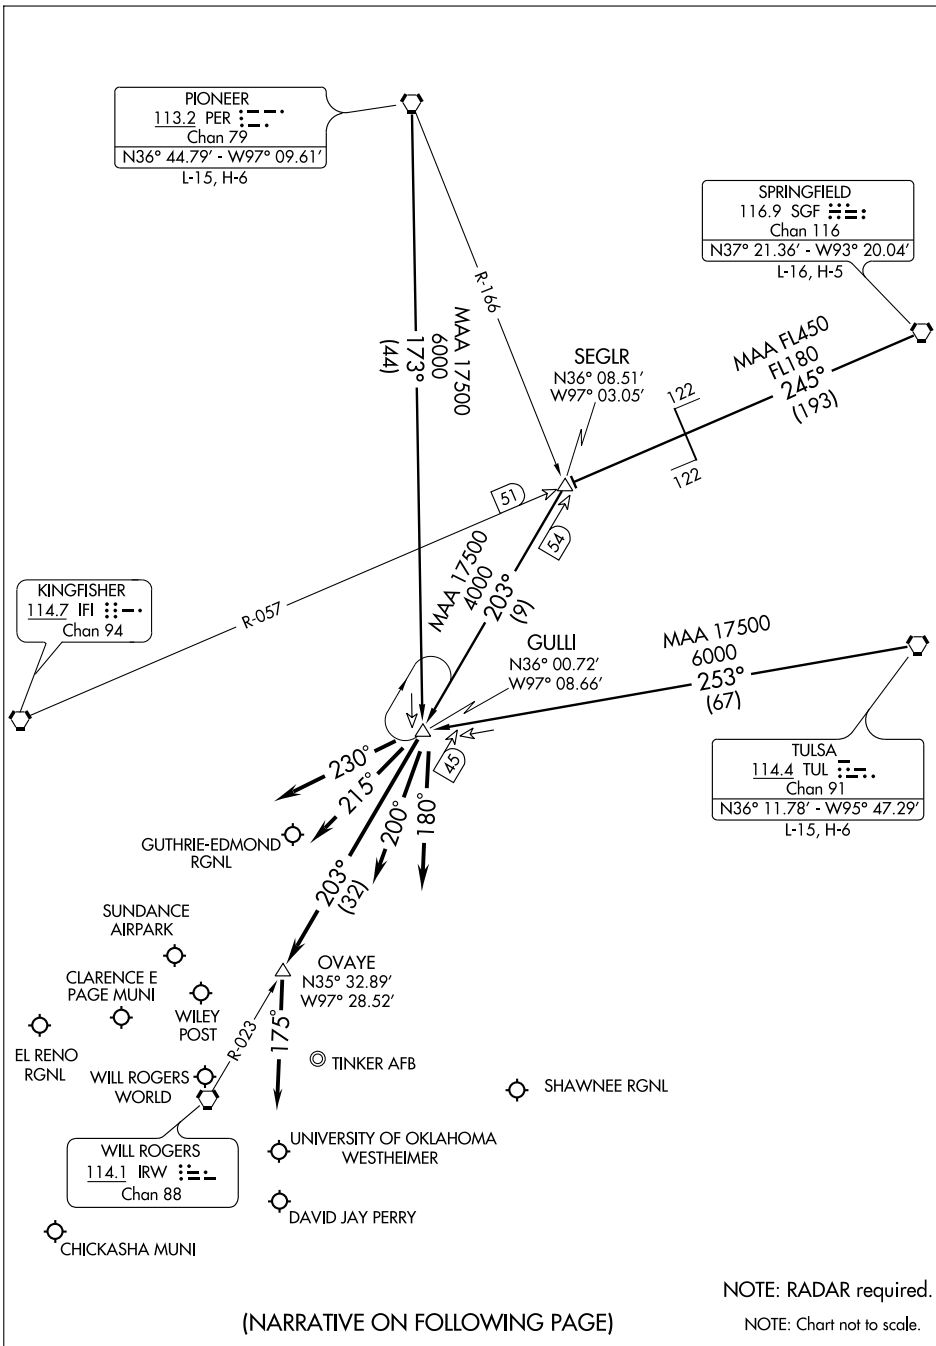 PIONEER
113.2 PER
Chan 79
N36° 44.79' - W97° 09.61'
L-15, H-6
SPRINGFIELD
116.9 SGF
Chan 116
N37° 21.36' - W93° 20.04'
L-16, H-5
R-166
MAA 17500
6000
173°
(44)
MAA FL450
FL180
245°
(193)
122
122
SEGLR
N36° 08.51'
W97° 03.05'
51
54
KINGFISHER
114.7 IFI
Chan 94
R-057
MAA 17500
4000
203°
(9)
GULLI
N36° 00.72'
W97° 08.66'
MAA 17500
6000
253°
(67)
45
TULSA
114.4 TUL
Chan 91
N36° 11.78' - W95° 47.29'
L-15, H-6
230°
215°
200°
180°
203°
(32)
GUTHRIE-EDMOND
RGNL
SUNDANCE
AIRPARK
CLARENCE E
PAGE MUNI
WILEY
POST
EL RENO
RGNL
OVAYE
N35° 32.89'
W97° 28.52'
R-023
175°
TINKER AFB
WILL ROGERS
WORLD
SHAWNEE RGNL
WILL ROGERS
114.1 IRW
Chan 88
UNIVERSITY OF OKLAHOMA
WESTHEIMER
DAVID JAY PERRY
CHICKASHA MUNI
NOTE: RADAR required.
(NARRATIVE ON FOLLOWING PAGE)
NOTE: Chart not to scale.